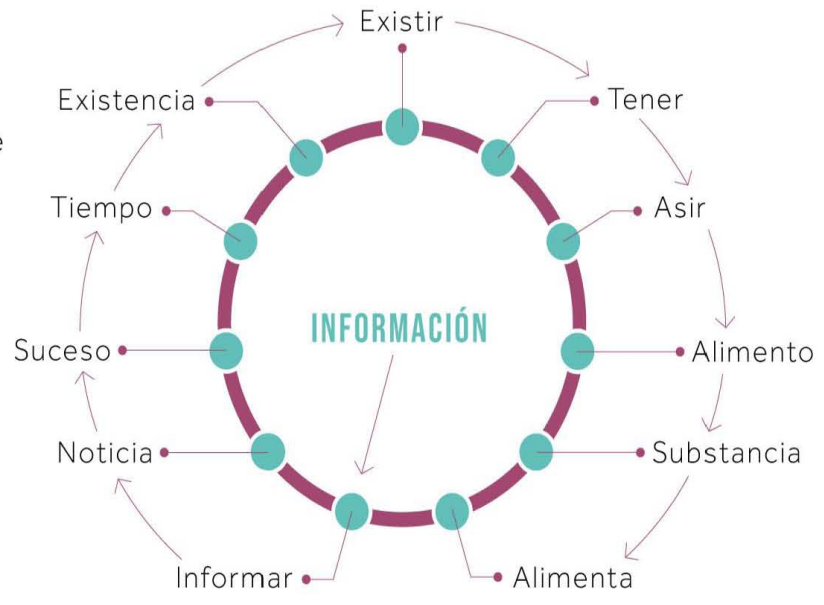 Existir
Existencia
Tener
e
Tiempo
Asir
INFORMACIÓN
Suceso
Alimento
Noticia
Substancia
Informar
Alimenta